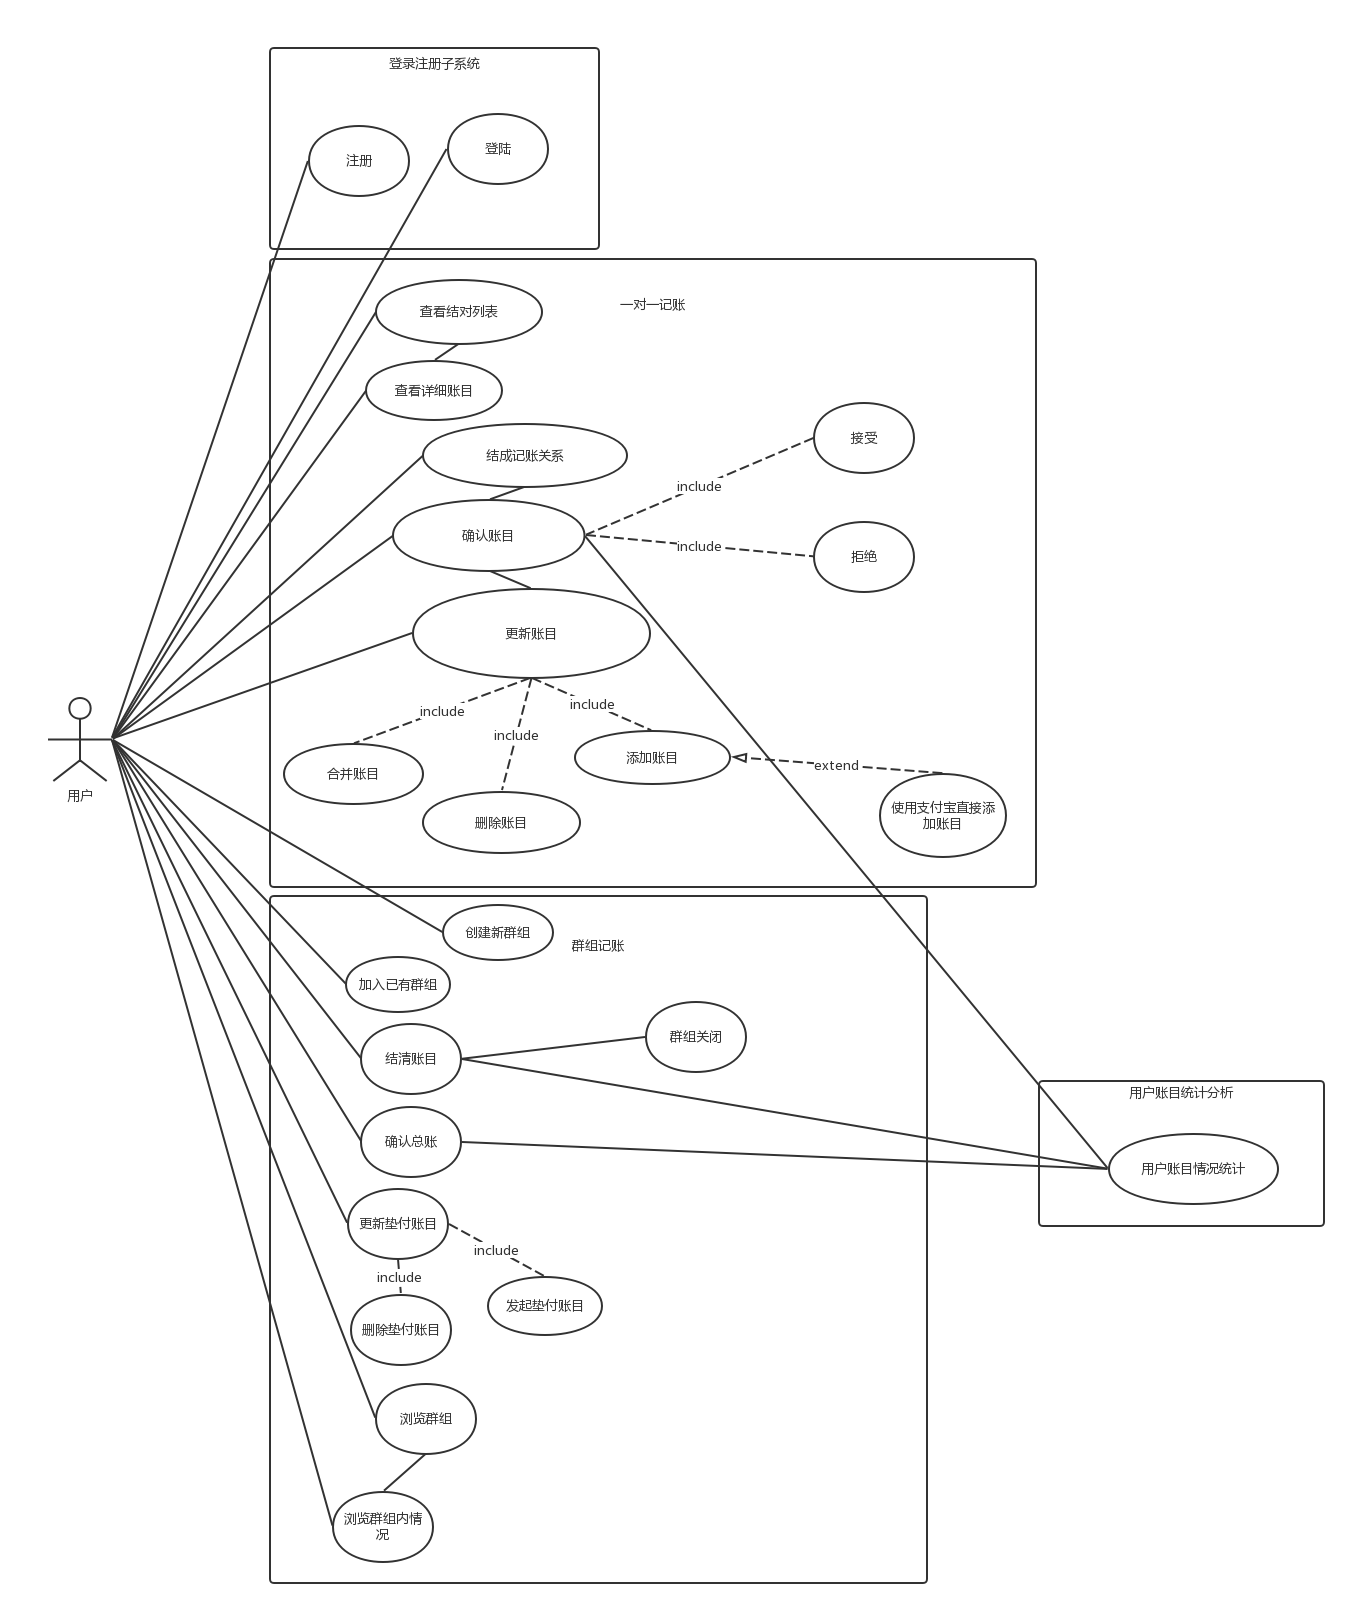 登录注册子系统
注册
登陆
查看结对列表
一对一记账
查看详细账目
结成记账关系
接受
include
确认账目
include
拒绝
更新账目
include
include
include
添加账目
extend
合并账目
删除账目
使用支付宝直接添
加账目
用户
创建新群组
群组记账
加入已有群组
结清账目
群组关闭
用户账目统计分析
确认总账
用户账目情况统计
更新垫付账目
include
include
发起垫付账目
删除垫付账目
浏览群组
浏览群组内情
况